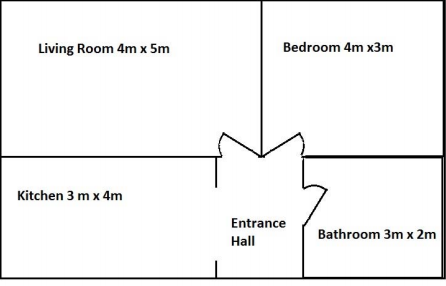 Living Room 4m x 5m
Bedroom 4m x3m
Kitchen 3 m x 4m
Entrance
Hall
Bathroom 3m x 2m